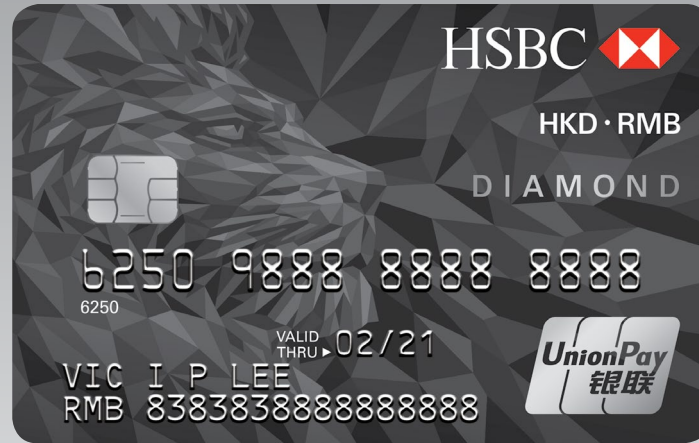 HSBC
HKD · RMB
DIAMOND
6250 9888 8888 8888
6250
VALID THRU ▸ 02/21
VIC I P LEE
RMB 8383838888888888
UnionPay
银联